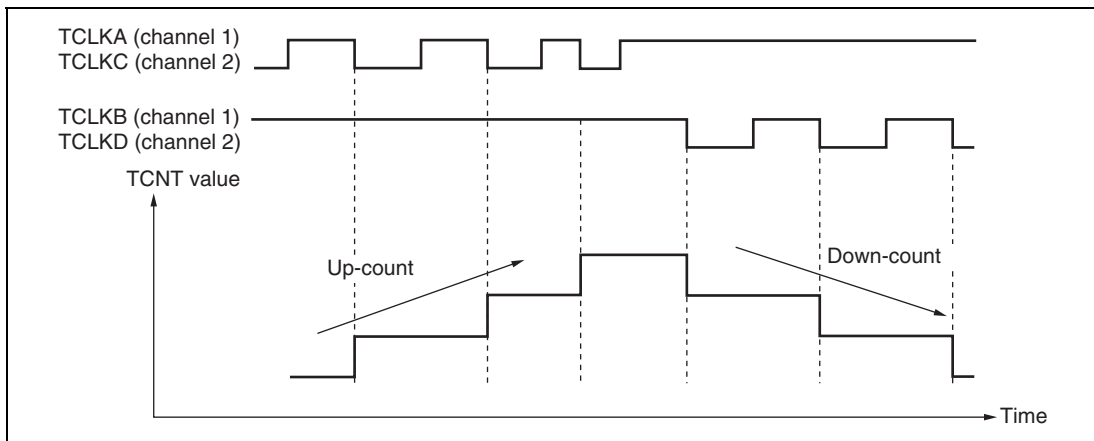 TCLKA (channel 1)
TCLKC (channel 2)
TCLKB (channel 1)
TCLKD (channel 2)
TCNT value
Up-count
Down-count
Time